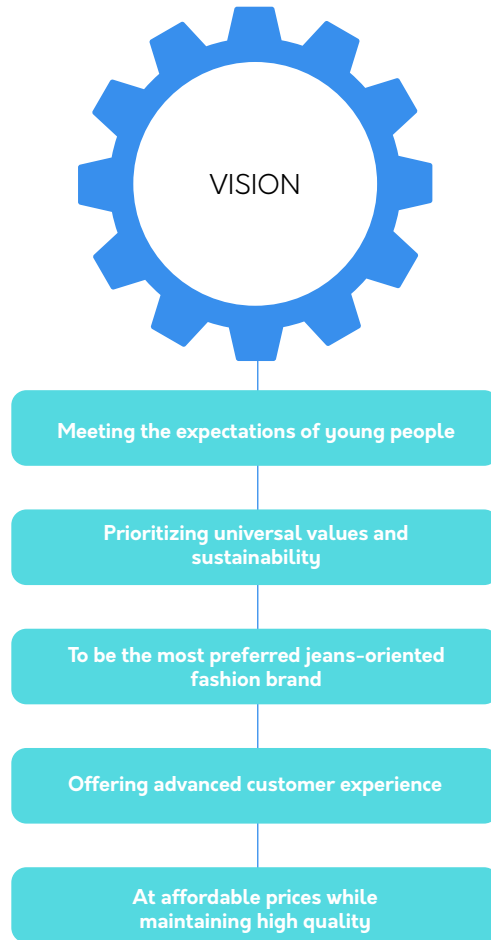 VISION
Meeting the expectations of young people
Prioritizing universal values and
sustainability
To be the most preferred jeans-oriented
fashion brand
Offering advanced customer experience
At affordable prices while
maintaining high quality